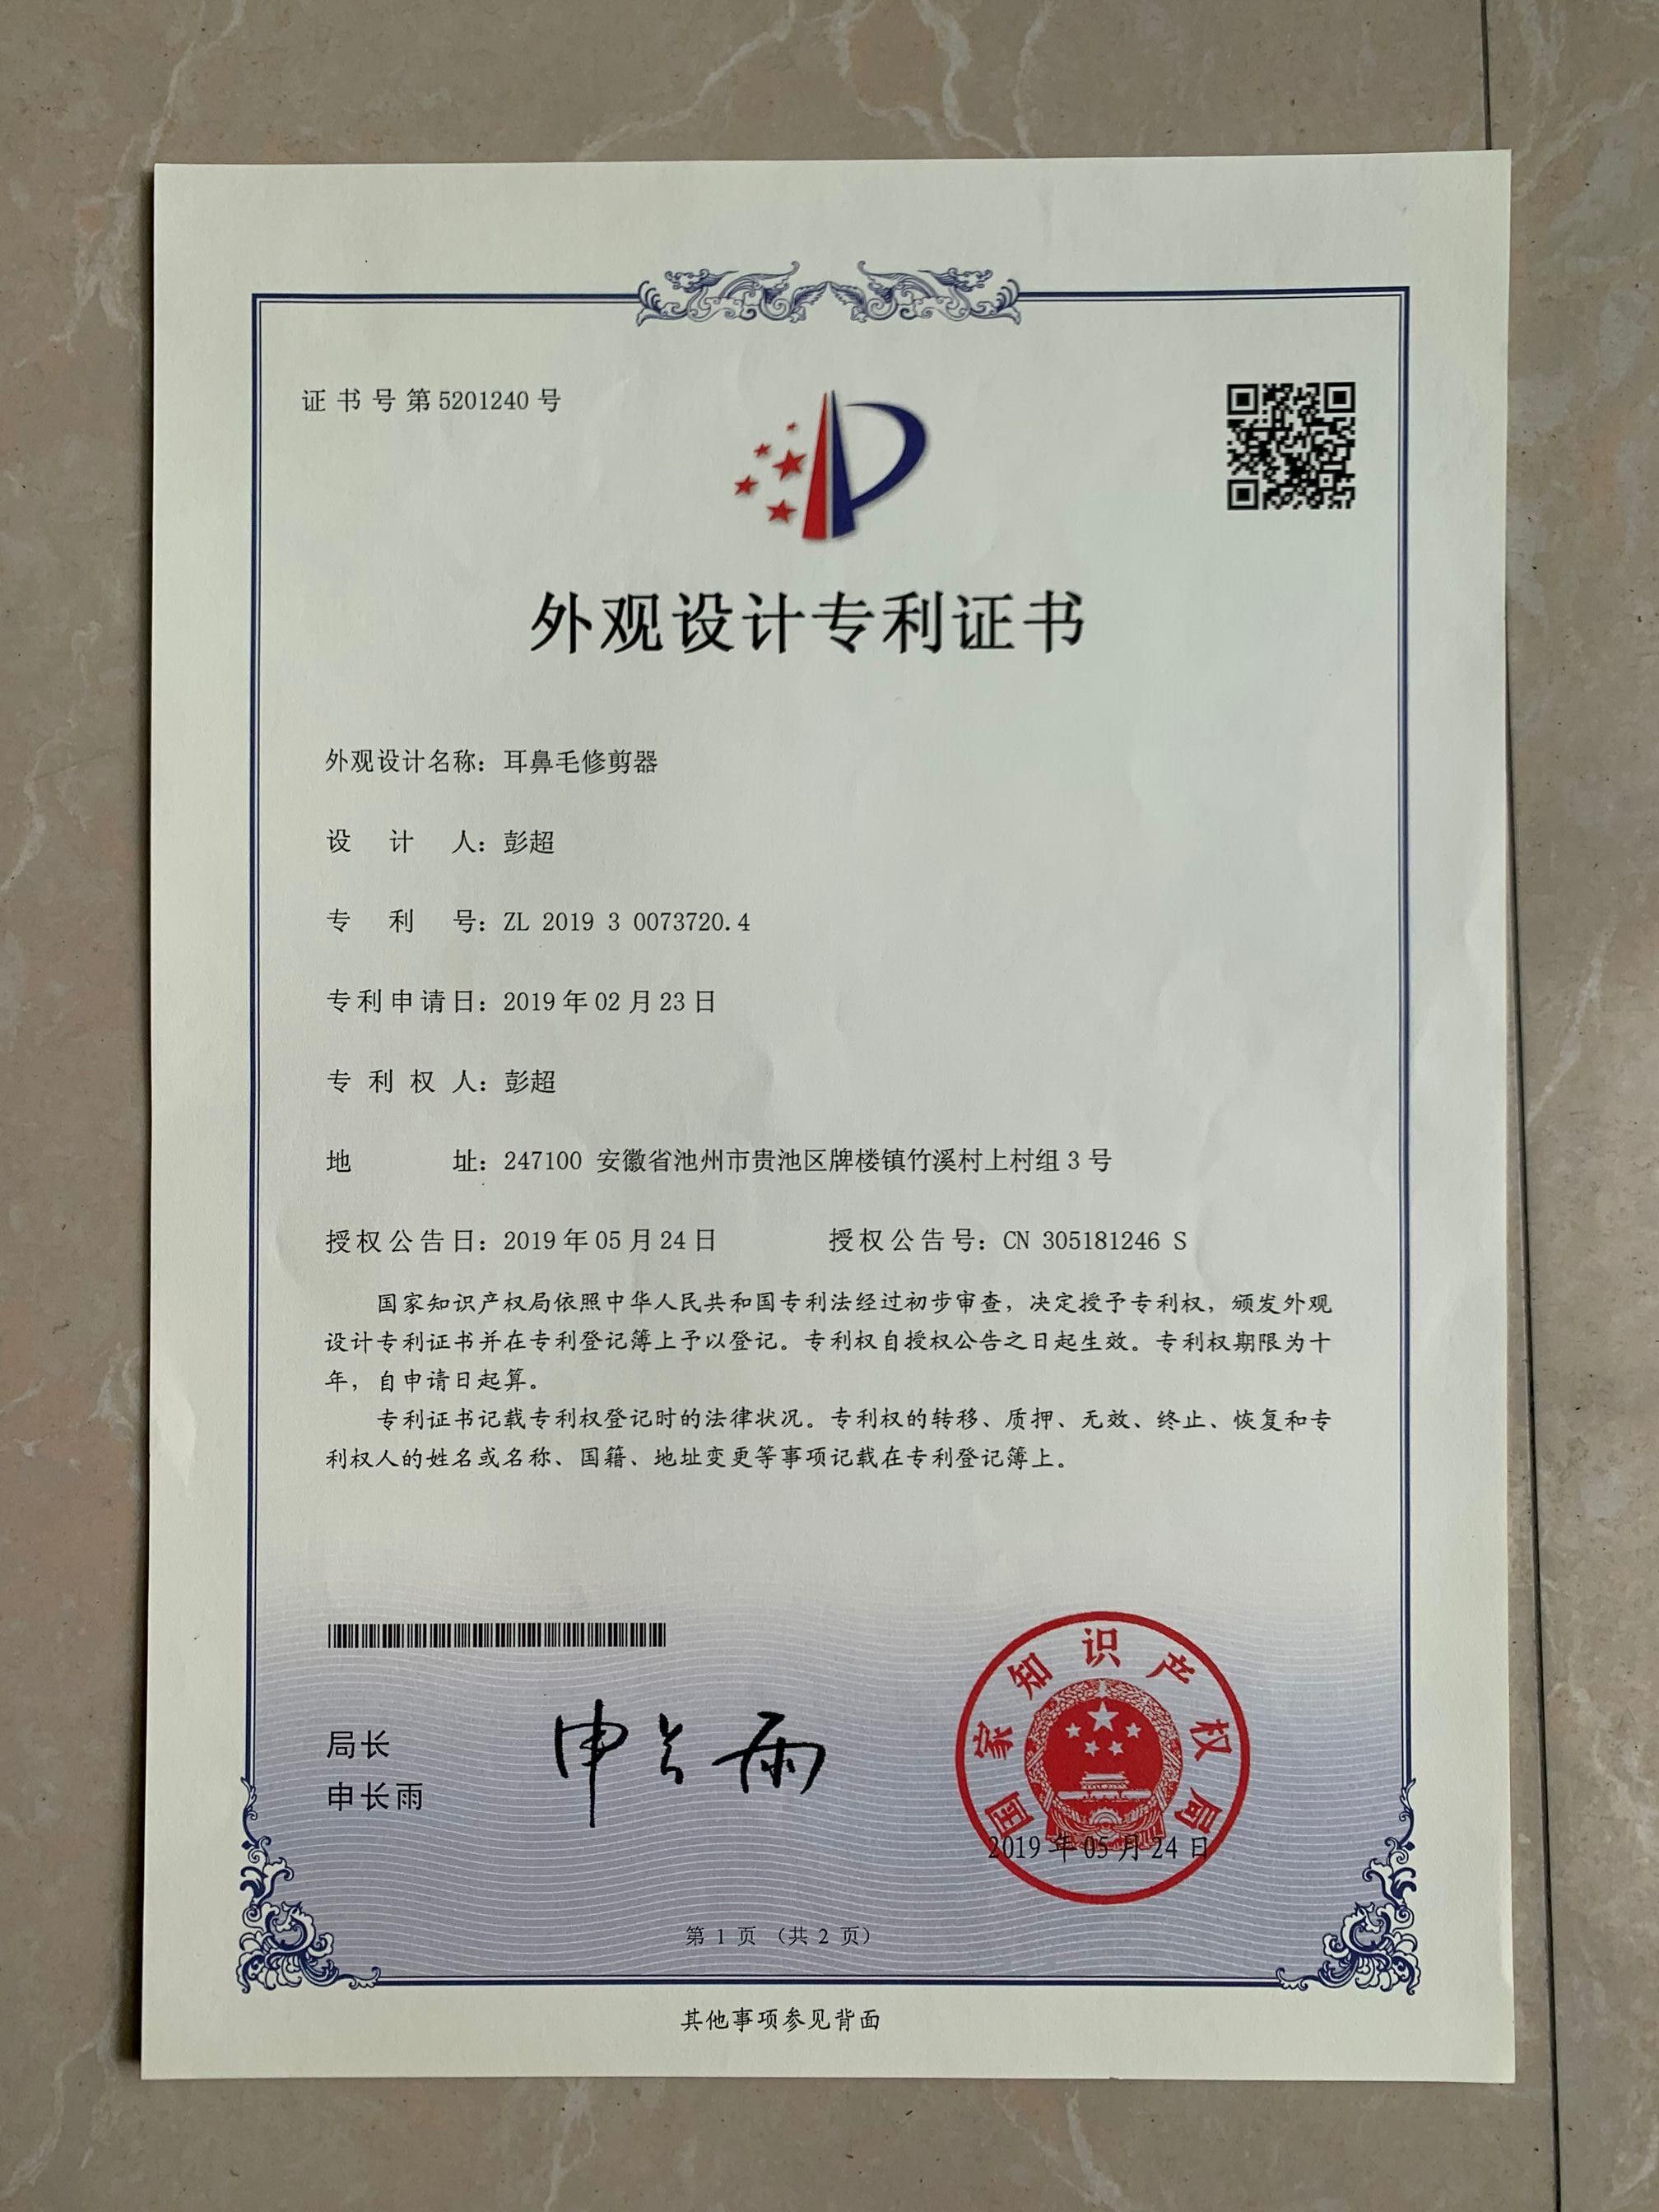 证书号第5201240号
外观设计专利证书
外观设计名称：耳鼻毛修剪器
设计人：彭超
专利号：ZL 2019 3 0073720.4
专利申请日：2019年02月23日
专利权人：彭超
地址：247100 安徽省池州市贵池区牌楼镇竹溪村上村组3号
授权公告日：2019年05月24日 授权公告号：CN 305181246 S
国家知识产权局依照中华人民共和国专利法经过初步审查，决定授予专利权，颁发外观
设计专利证书并在专利登记簿上予以登记。专利权自授权公告之日起生效。专利权期限为十
年，自申请日起算。
专利证书记载专利权登记时的法律状况。专利权的转移、质押、无效、终止、恢复和专
利权人的姓名或名称、国籍、地址变更等事项记载在专利登记簿上。
局长
申长雨
申长雨
国家知识产权局
2019年05月24日
第 1 页 （共 2 页）
其他事项参见背面